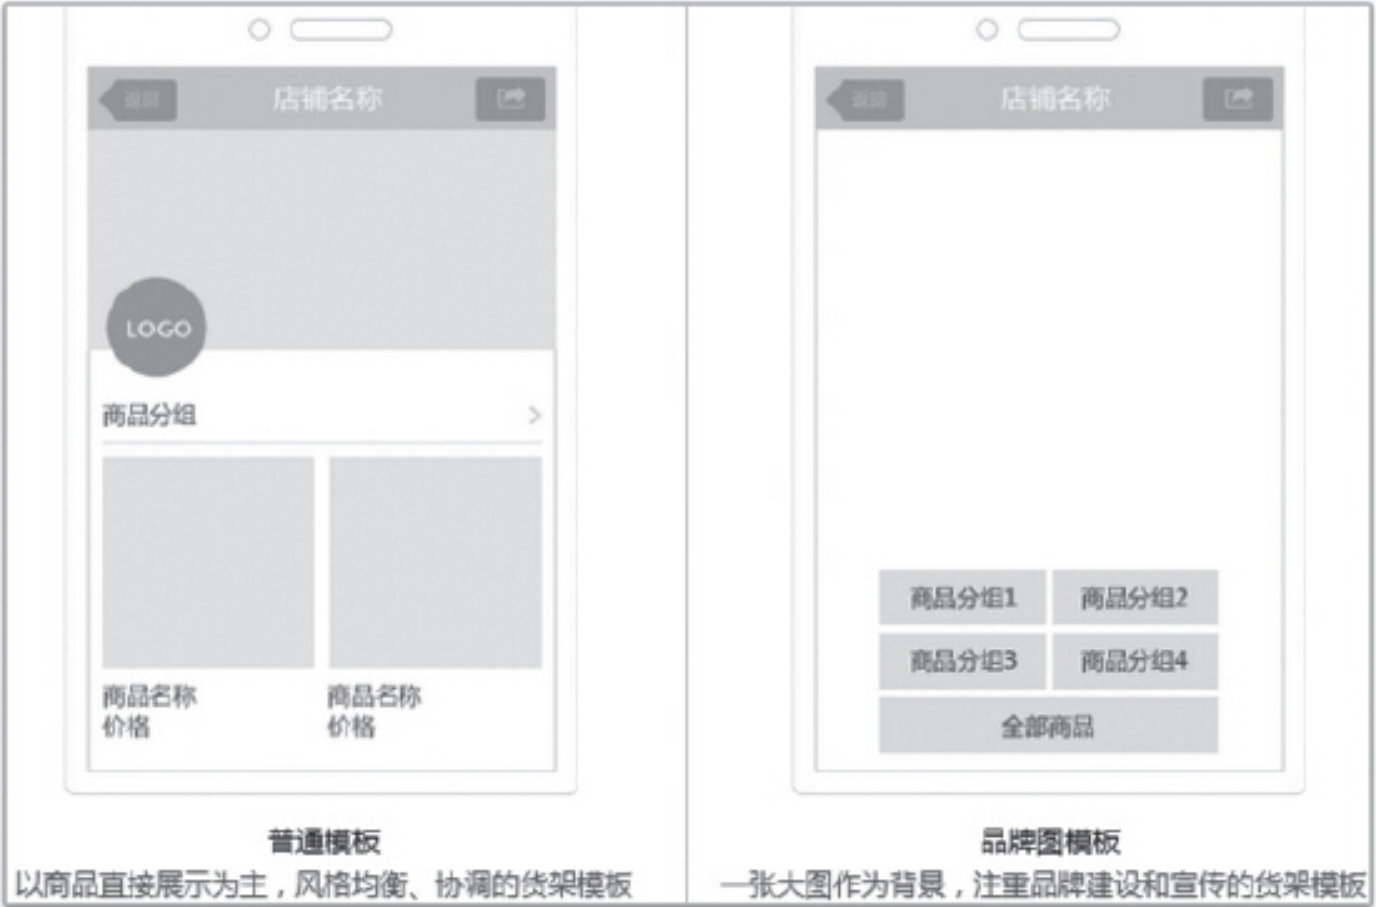 返回
店铺名称
LOGO
商品分组
商品名称
价格
商品名称
价格
普通模板
以商品直接展示为主，风格均衡、协调的货架模板
返回
店铺名称
商品分组1
商品分组2
商品分组3
商品分组4
全部商品
品牌图模板
一张大图作为背景，注重品牌建设和宣传的货架模板